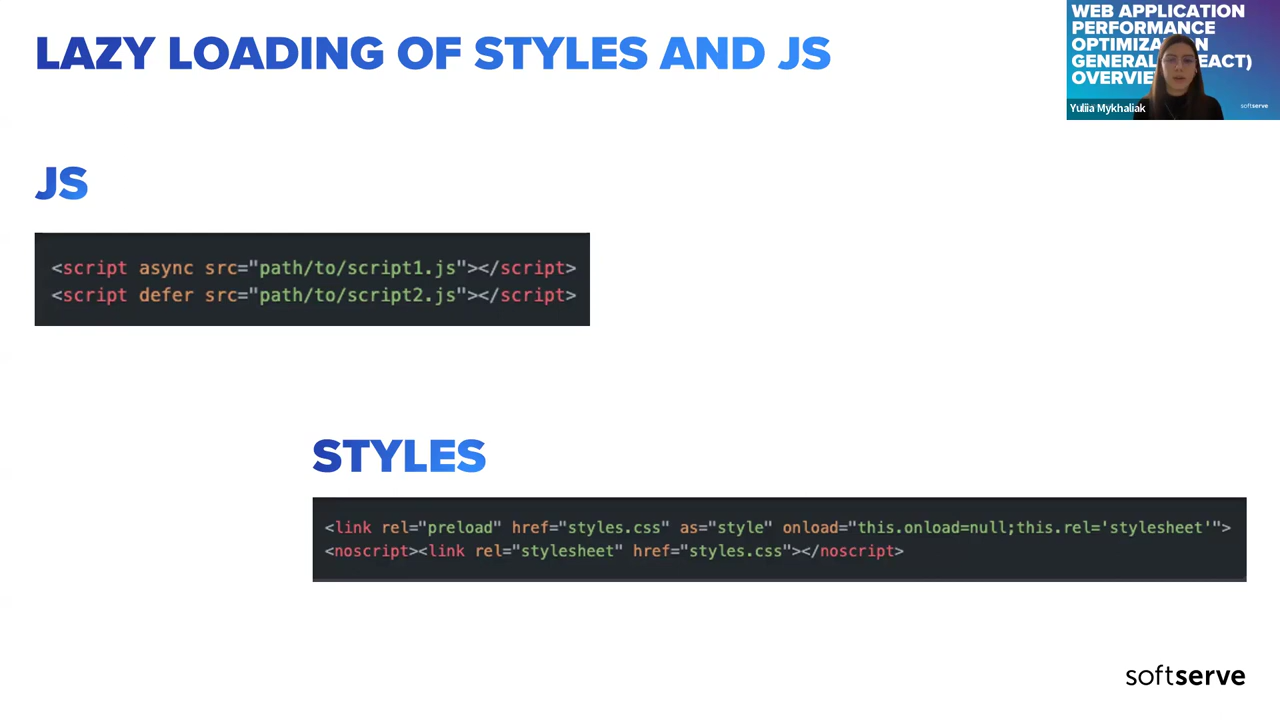 LAZY LOADING OF STYLES AND JS
WEB APPLICATION
PERFORMANCE
GENERAL
Yuliia Mykhaliak
softserve
JS
<script async src="path/to/script1.js"></script>
<script defer src="path/to/script2.js"></script>
STYLES
<link rel="preload" href="styles.css" as="style" onload="this.onload=null;this.rel='stylesheet'">
<noscript><link rel="stylesheet" href="styles.css"></noscript>
softserve